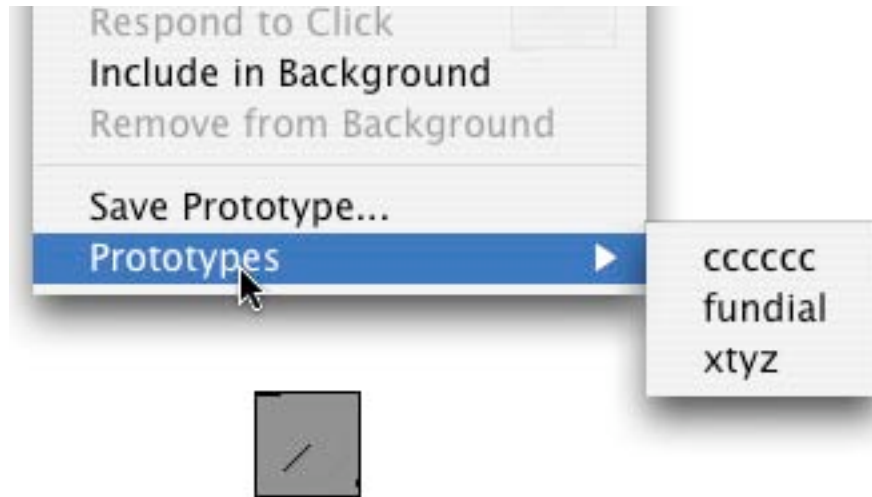 Respond to Click
Include in Background
Remove from Background
Save Prototype...
Prototypes
cccccc
fundial
xtyz